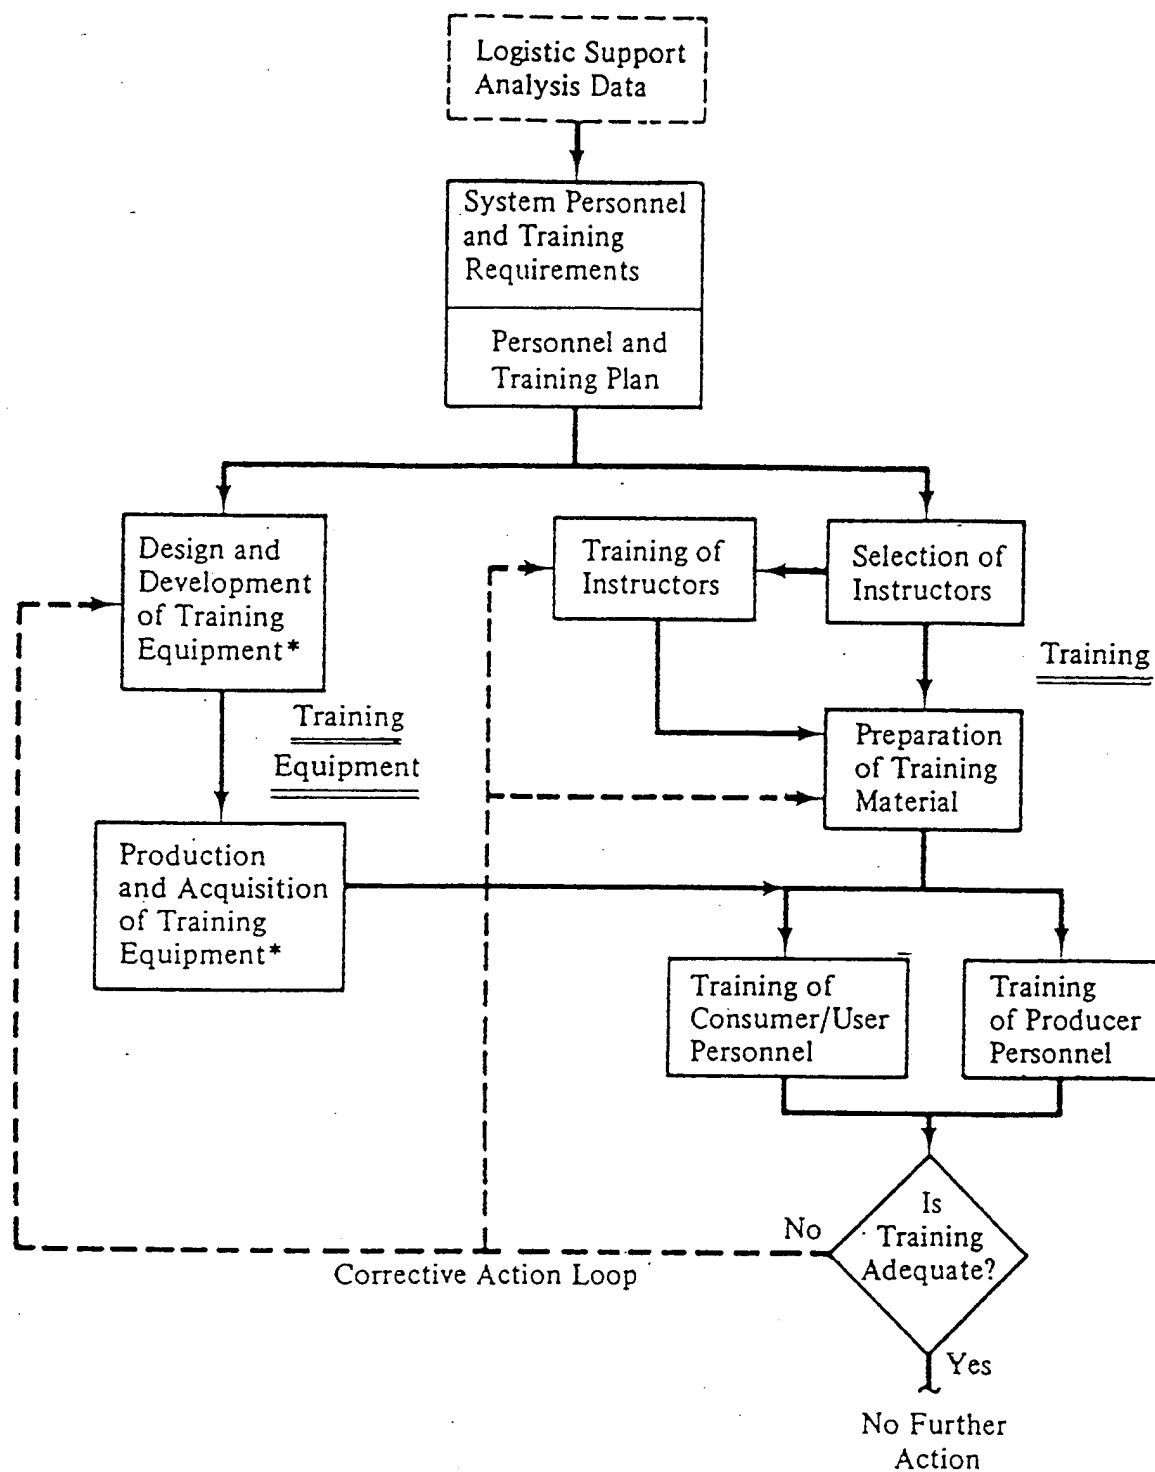 Logistic Support
Analysis Data
System Personnel
and Training
Requirements
Personnel and
Training Plan
Design and
Development
of Training
Equipment*
Training of
Instructors
Selection of
Instructors
Training
Training
Equipment
Preparation
of Training
Material
Production
and Acquisition
of Training
Equipment*
Training of
Consumer/User
Personnel
Training
of Producer
Personnel
Is
Training
Adequate?
No
Corrective Action Loop
Yes
No Further
Action